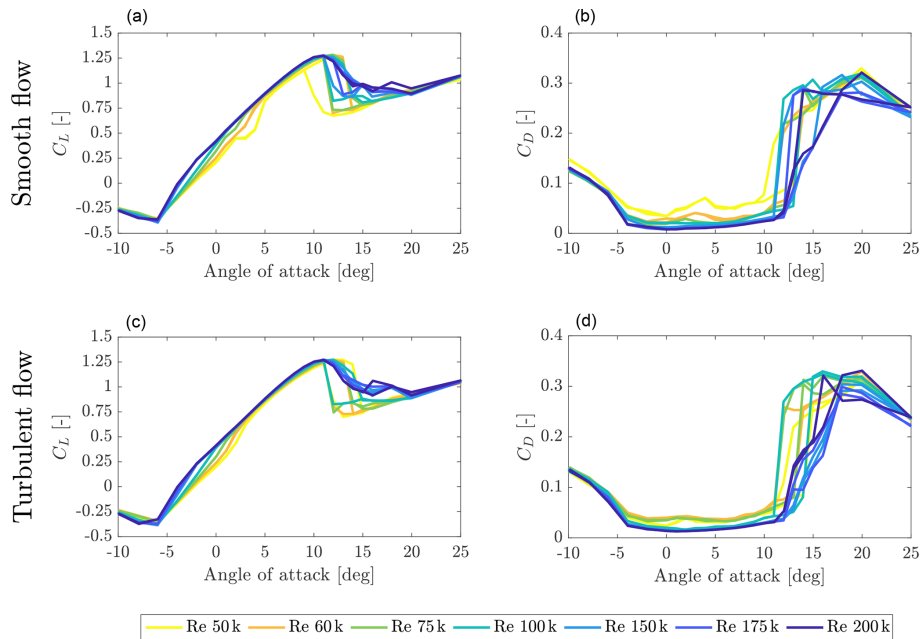 (a)
(b)
Smooth flow
C_L [-]
1.5
1.25
1
0.75
0.5
0.25
0
-0.25
-0.5
-10 -5 0 5 10 15 20 25
Angle of attack [deg]
C_D [-]
0.4
0.3
0.2
0.1
0
-10 -5 0 5 10 15 20 25
Angle of attack [deg]
(c)
(d)
Turbulent flow
C_L [-]
1.5
1.25
1
0.75
0.5
0.25
0
-0.25
-0.5
-10 -5 0 5 10 15 20 25
Angle of attack [deg]
C_D [-]
0.4
0.3
0.2
0.1
0
-10 -5 0 5 10 15 20 25
Angle of attack [deg]
Re 50 k Re 60 k Re 75 k Re 100 k Re 150 k Re 175 k Re 200 k